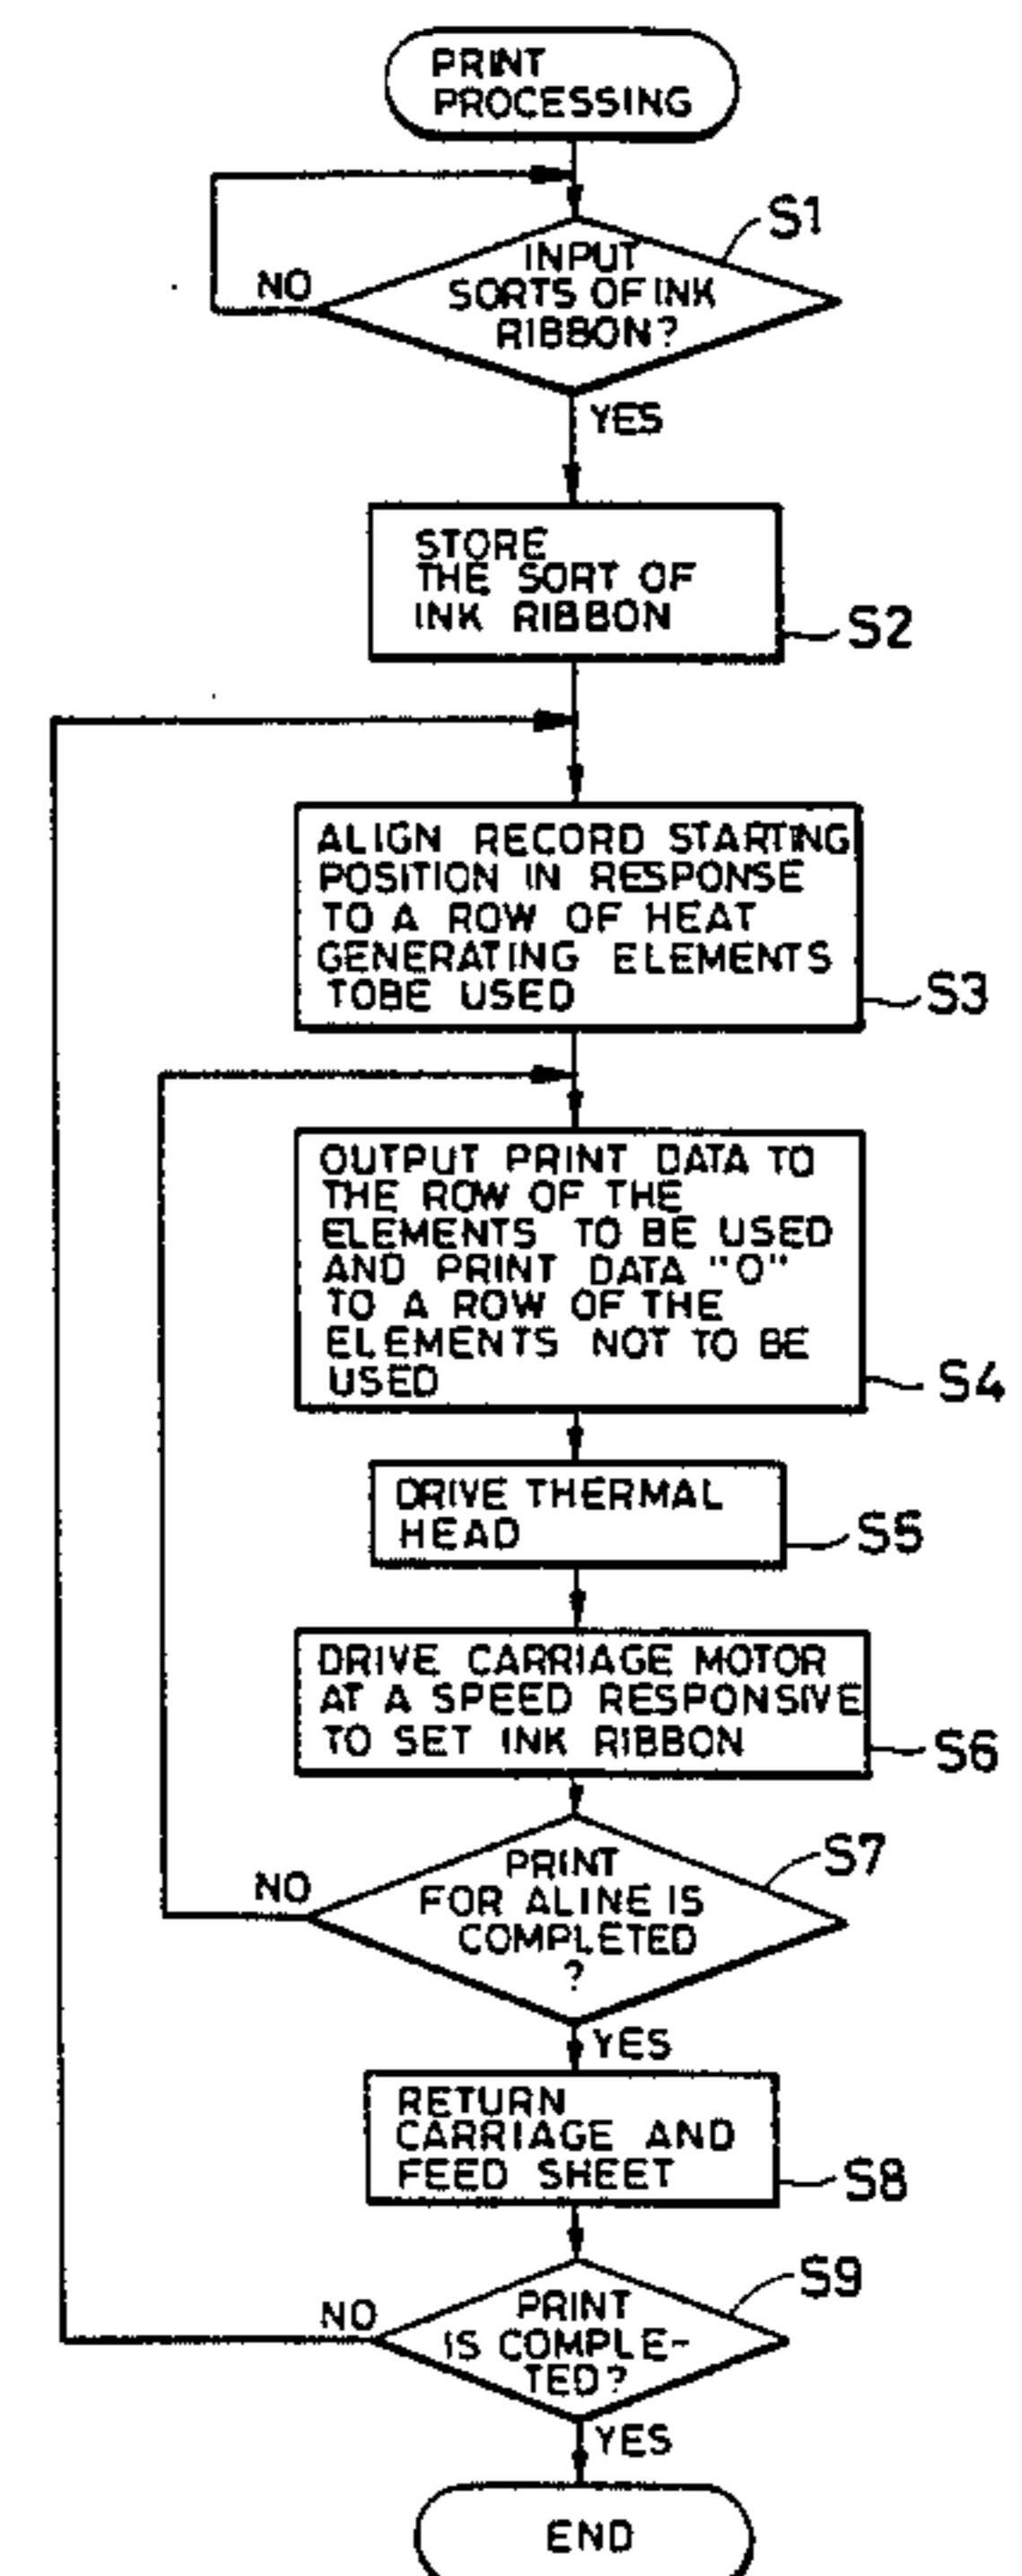 PRINT
PROCESSING
S1
INPUT
SORTS OF INK
RIBBON?
NO
YES
STORE
THE SORT OF
INK RIBBON
S2
ALIGN RECORD STARTING
POSITION IN RESPONSE
TO A ROW OF HEAT
GENERATING ELEMENTS
TOBE USED
S3
OUTPUT PRINT DATA TO
THE ROW OF THE
ELEMENTS TO BE USED
AND PRINT DATA "O"
TO A ROW OF THE
ELEMENTS NOT TO BE
USED
S4
DRIVE THERMAL
HEAD
S5
DRIVE CARRIAGE MOTOR
AT A SPEED RESPONSIVE
TO SET INK RIBBON
S6
S7
PRINT
FOR ALINE IS
COMPLETED
?
NO
YES
RETURN
CARRIAGE AND
FEED SHEET
S8
S9
PRINT
IS COMPLE-
TED?
NO
YES
END